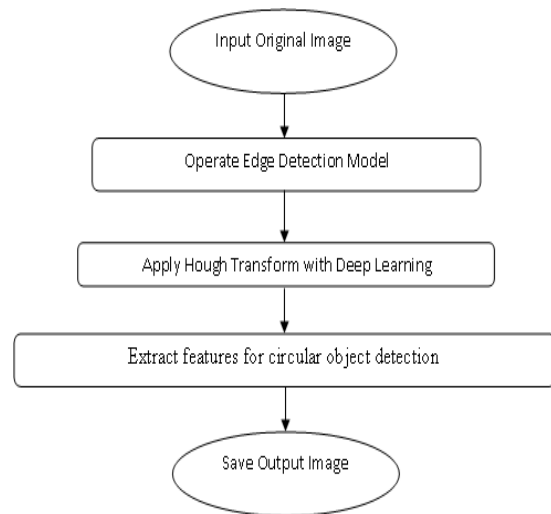 Input Original Image
Operate Edge Detection Model
Apply Hough Transform with Deep Learning
Extract features for circular object detection
Save Output Image